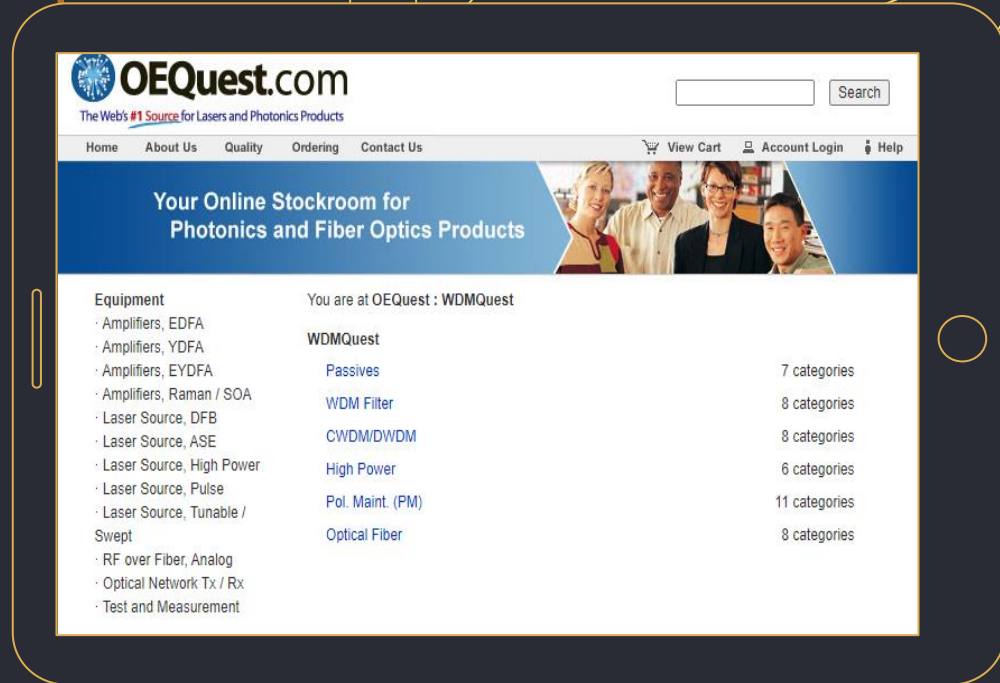 OEQuest.com
The Web's #1 Source for Lasers and Photonics Products
Search
Home About Us Quality Ordering Contact Us View Cart Account Login Help
Your Online Stockroom for
Photonics and Fiber Optics Products
Equipment
· Amplifiers, EDFA
· Amplifiers, YDFA
· Amplifiers, EYDFA
· Amplifiers, Raman / SOA
· Laser Source, DFB
· Laser Source, ASE
· Laser Source, High Power
· Laser Source, Pulse
· Laser Source, Tunable /
Swept
· RF over Fiber, Analog
· Optical Network Tx / Rx
· Test and Measurement
You are at OEQuest : WDMQuest
WDMQuest
Passives 7 categories
WDM Filter 8 categories
CWDM/DWDM 8 categories
High Power 6 categories
Pol. Maint. (PM) 11 categories
Optical Fiber 8 categories